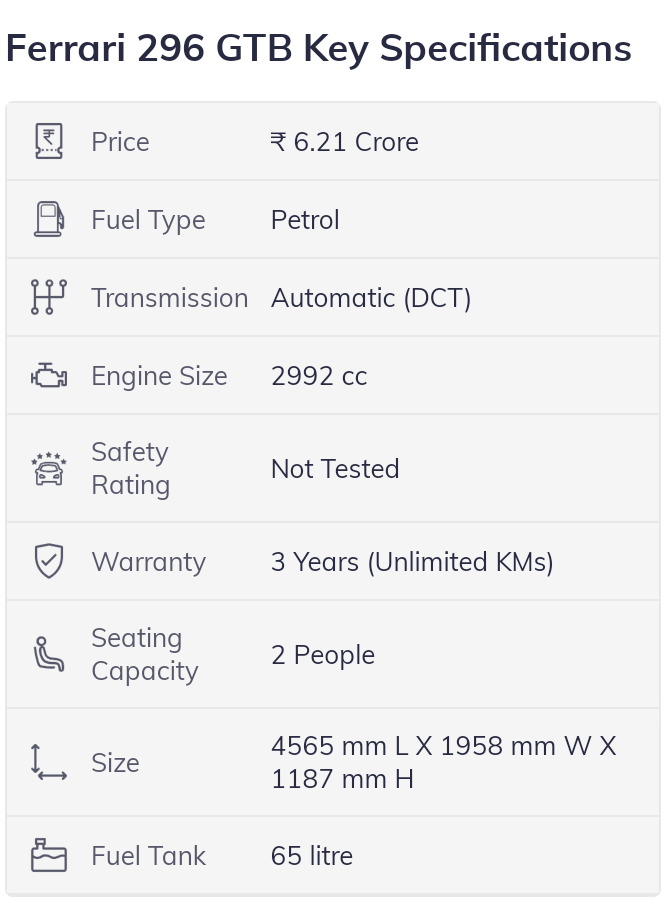 Ferrari 296 GTB Key Specifications
₹
Price ₹ 6.21 Crore
Fuel Type Petrol
Transmission Automatic (DCT)
Engine Size 2992 cc
Safety
Rating
Not Tested
Warranty 3 Years (Unlimited KMs)
Seating
Capacity
2 People
Size
4565 mm L X 1958 mm W X
1187 mm H
Fuel Tank 65 litre